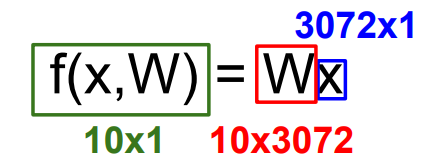 3072x1
f(x,W) = Wx
10x1 10x3072